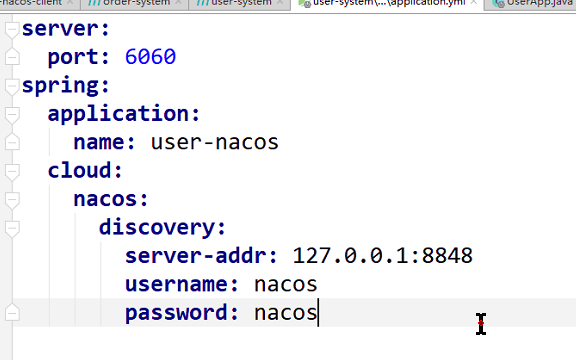 -nacos-client order-system user-system user-system\...\application.yml UserApp.java
server:
  port: 6060
spring:
  application:
    name: user-nacos
  cloud:
    nacos:
      discovery:
        server-addr: 127.0.0.1:8848
        username: nacos
        password: nacos